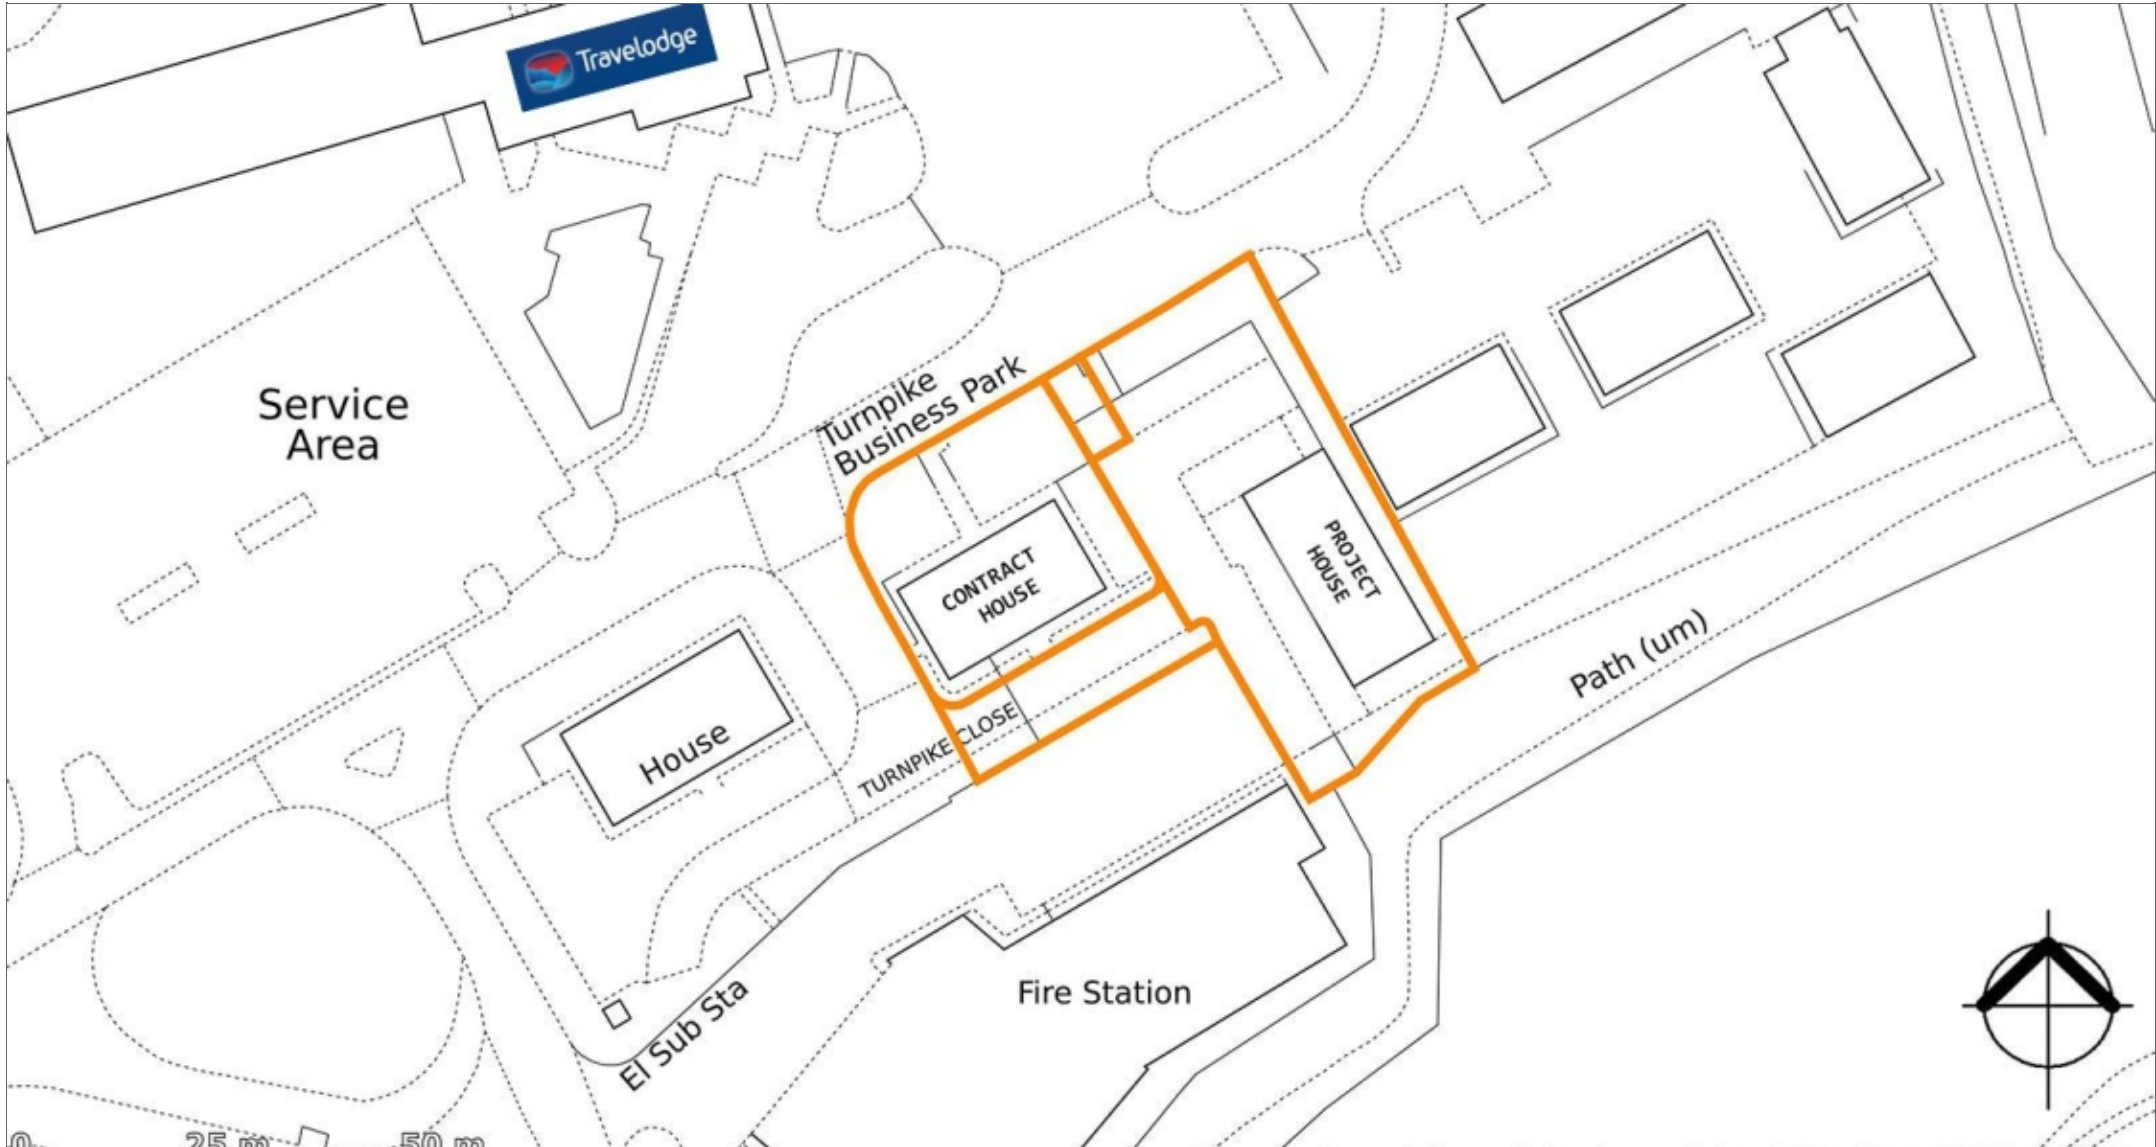 Travelodge
Service
Area
Turnpike
Business Park
CONTRACT
HOUSE
PROJECT
HOUSE
House
TURNPIKE CLOSE
Path (um)
El Sub Sta
Fire Station
0 25 m 50 m